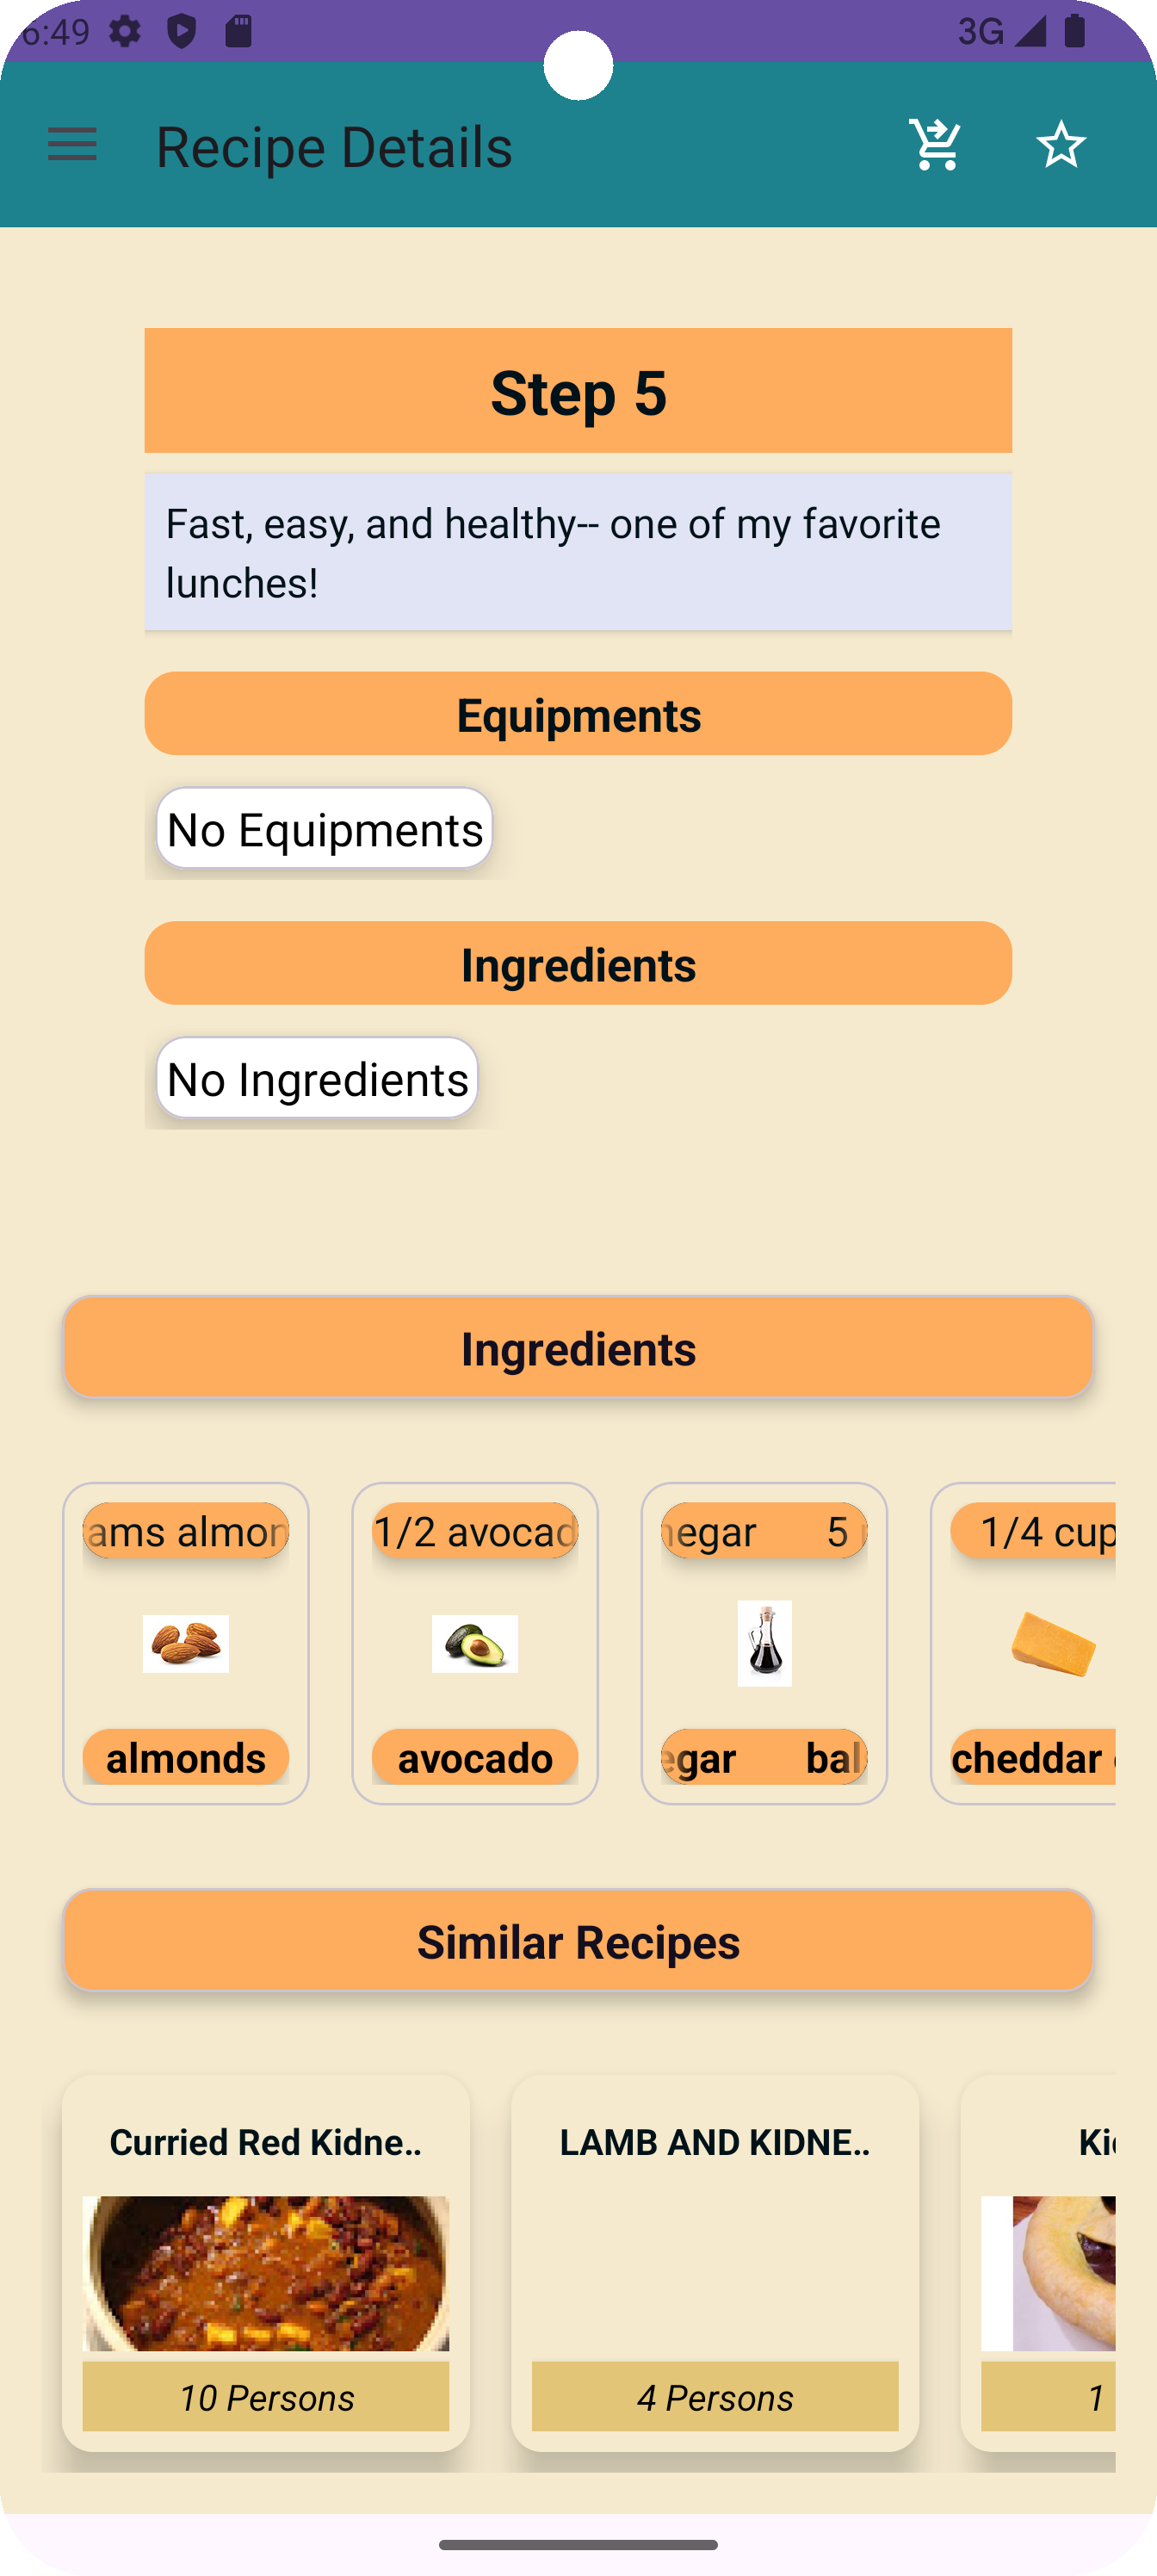 6:49 3G
Recipe Details
Step 5
Fast, easy, and healthy-- one of my favorite
lunches!
Equipments
No Equipments
Ingredients
No Ingredients
Ingredients
ams almon 1/2 avocad negar 5 1/4 cup
almonds avocado egar bal cheddar
Similar Recipes
Curried Red Kidne.. LAMB AND KIDNE.. Ki
10 Persons 4 Persons 1